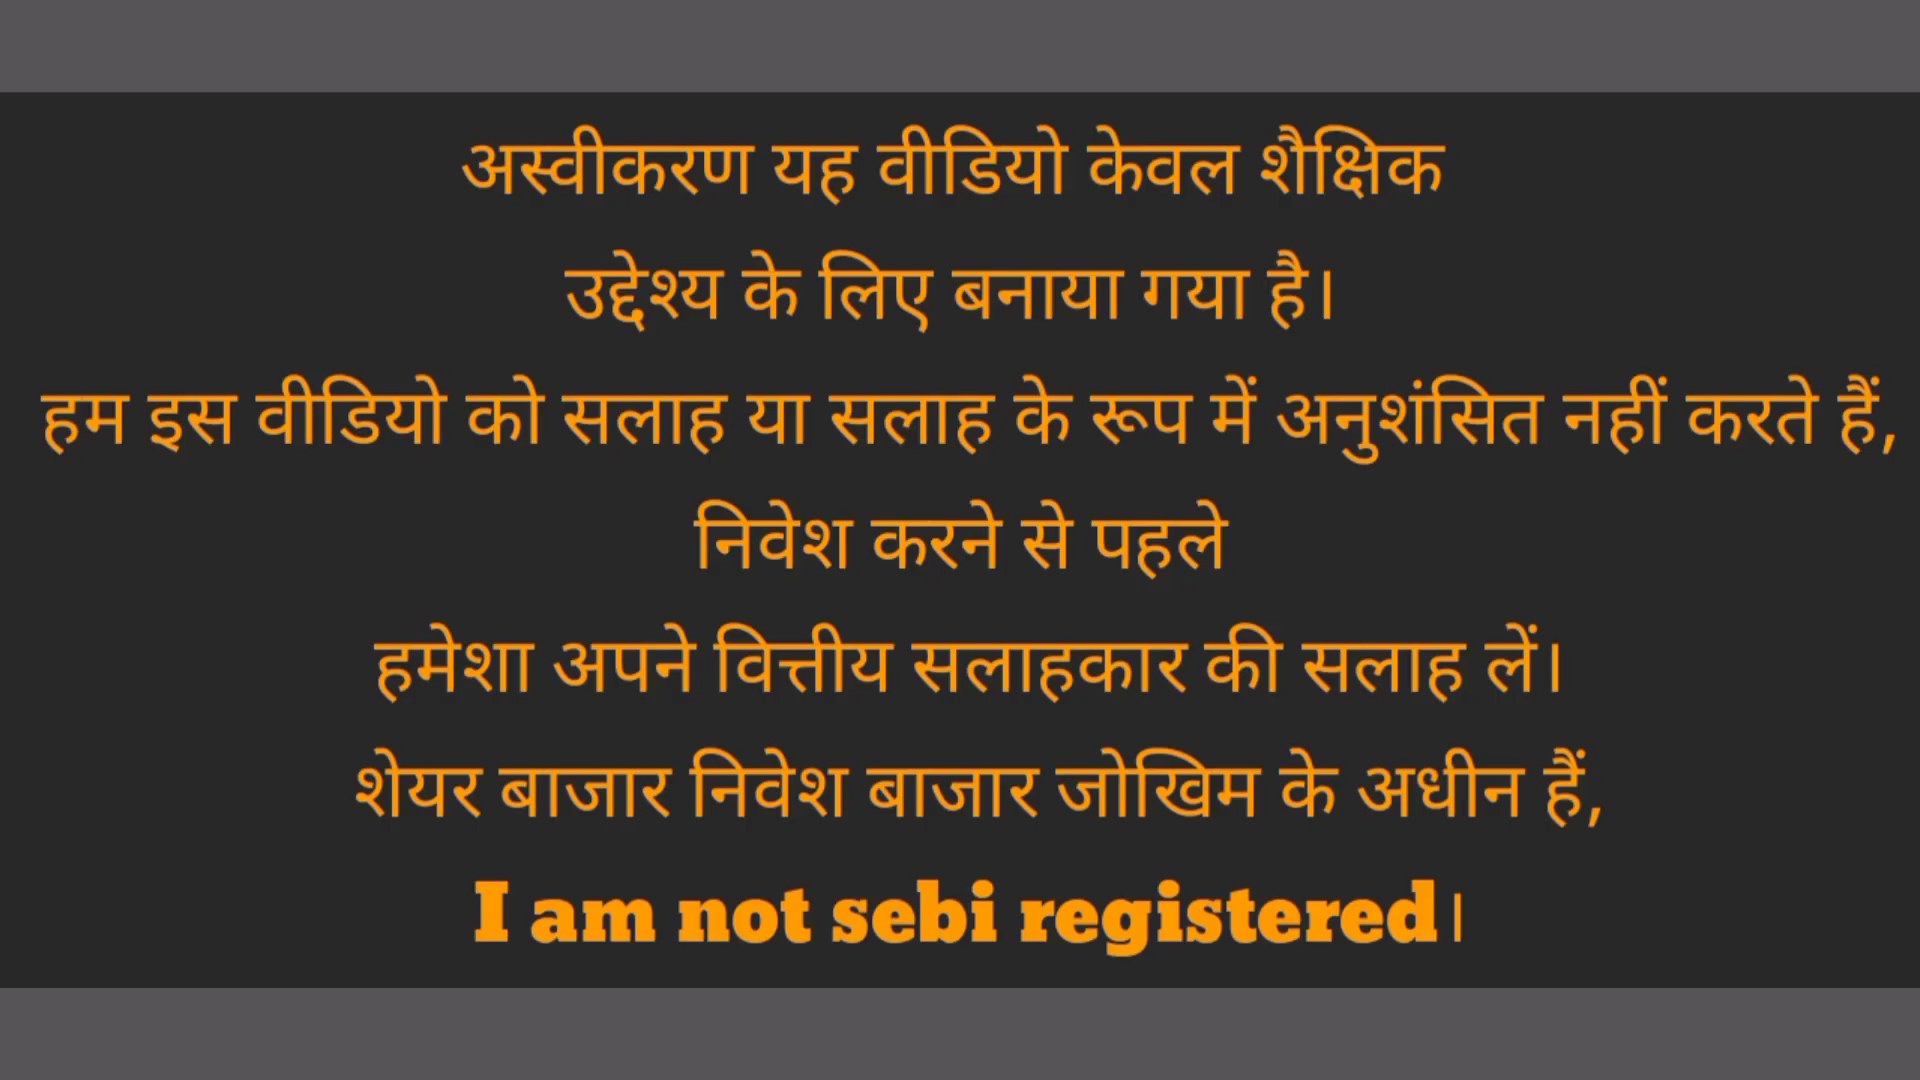 अस्वीकरण यह वीडियो केवल शैक्षिक
उद्देश्य के लिए बनाया गया है।
हम इस वीडियो को सलाह या सलाह के रूप में अनुशंसित नहीं करते हैं,
निवेश करने से पहले
हमेशा अपने वित्तीय सलाहकार की सलाह लें।
शेयर बाजार निवेश बाजार जोखिम के अधीन हैं,
I am not sebi registered।